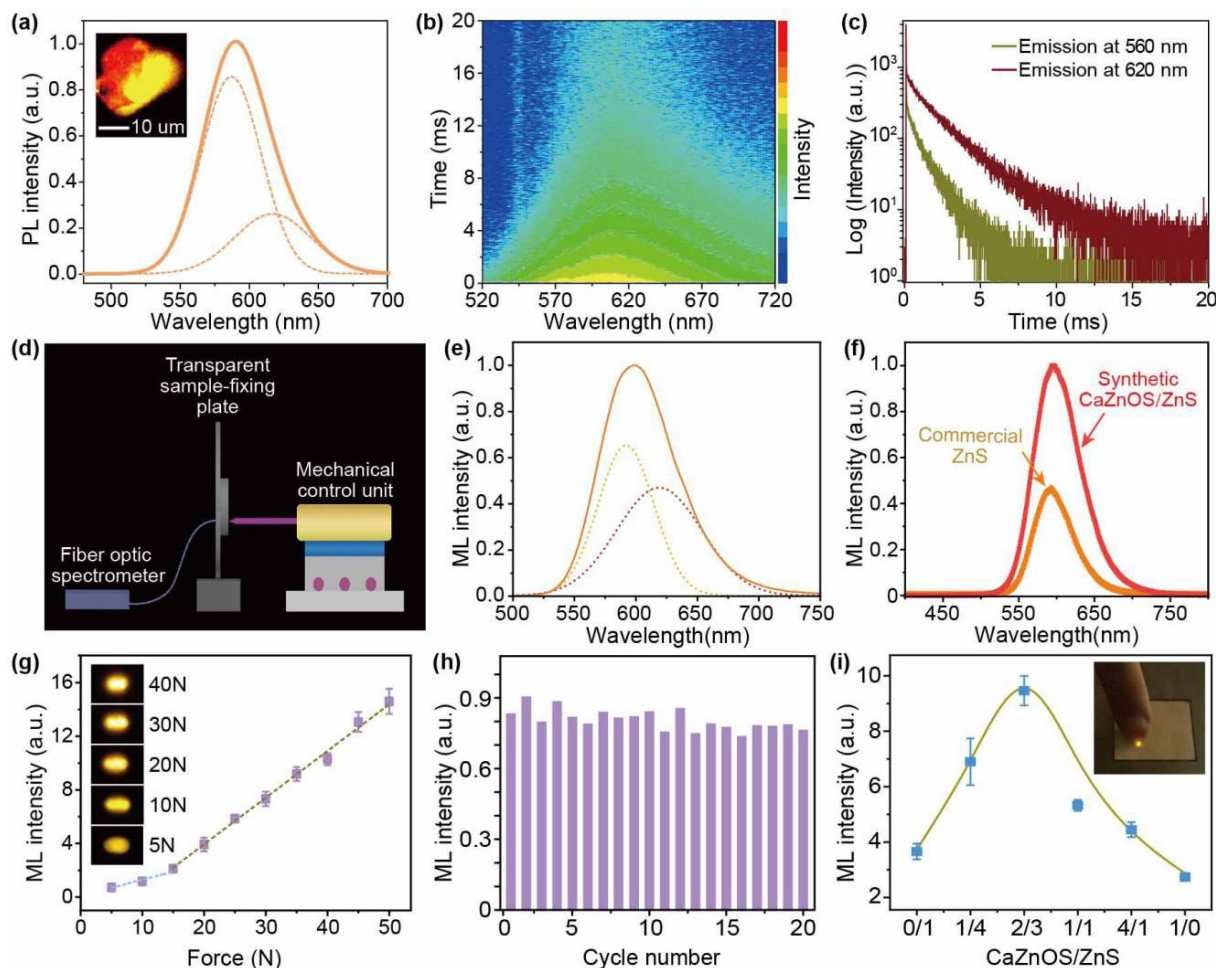 (a)
1.0
0.8
0.6
0.4
0.2
0.0
PL intensity (a.u.)
10 um
500
550
600
650
700
Wavelength (nm)
(b)
20
16
12
8
4
0
Time (ms)
520
570
620
670
720
Wavelength (nm)
Intensity
(c)
Emission at 560 nm
Emission at 620 nm
10³
10²
10¹
10⁰
Log (Intensity (a.u.))
0
5
10
15
20
Time (ms)
(d)
Transparent
sample-fixing
plate
Mechanical
control unit
Fiber optic
spectrometer
(e)
1.0
0.8
0.6
0.4
0.2
0.0
ML intensity (a.u.)
500
550
600
650
700
750
Wavelength(nm)
(f)
1.0
0.8
0.6
0.4
0.2
0
ML intensity (a.u.)
Synthetic
CaZnOS/ZnS
Commercial
ZnS
450
550
650
750
Wavelength(nm)
(g)
16
12
8
4
0
ML intensity (a.u.)
40N
30N
20N
10N
5N
0
10
20
30
40
50
Force (N)
(h)
0.9
0.6
0.3
0
ML intensity (a.u.)
0
5
10
15
20
Cycle number
(i)
10
8
6
4
2
ML intensity (a.u.)
0/1
1/4
2/3
1/1
4/1
1/0
CaZnOS/ZnS